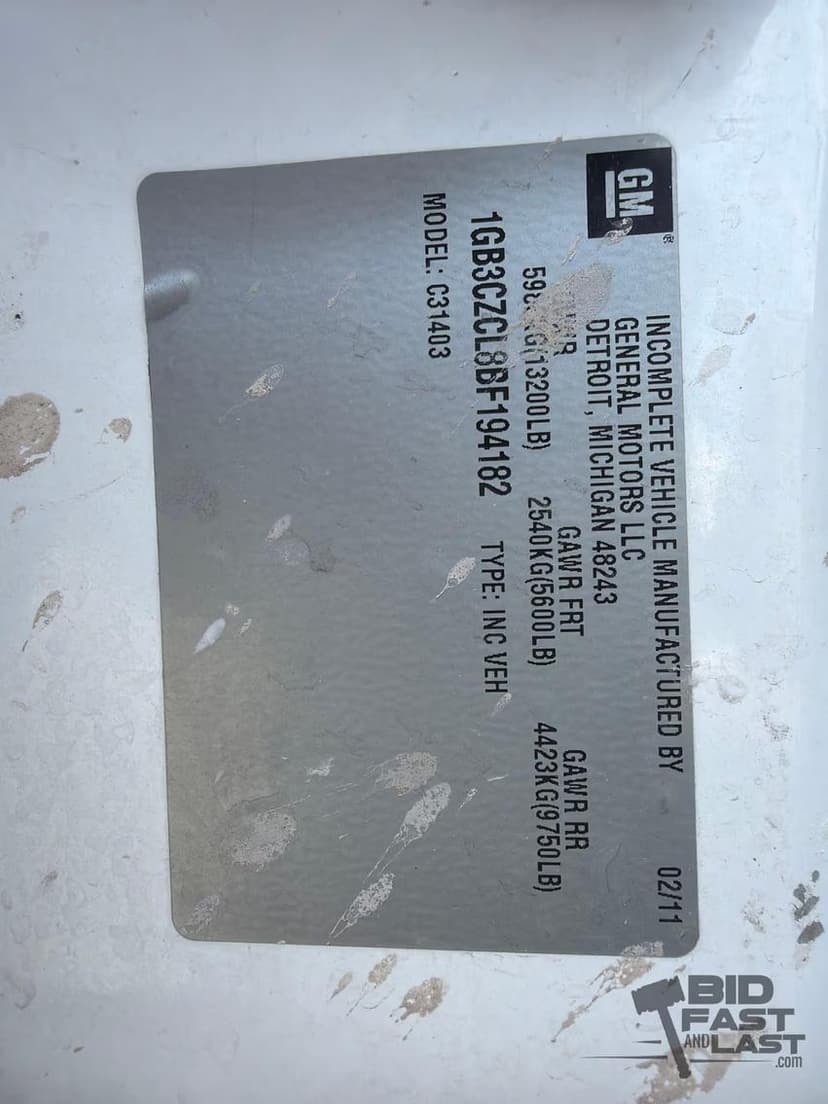 GM
INCOMPLETE VEHICLE MANUFACTURED BY 02/11
GENERAL MOTORS LLC
DETROIT, MICHIGAN 48243
GAWR FRT GAWR RR
(13200LB) 2540KG(5600LB) 4423KG(9750LB)
1GB3CZCL8BF194182 TYPE: INC VEH
MODEL: C31403
BID
FAST
AND LAST
.com